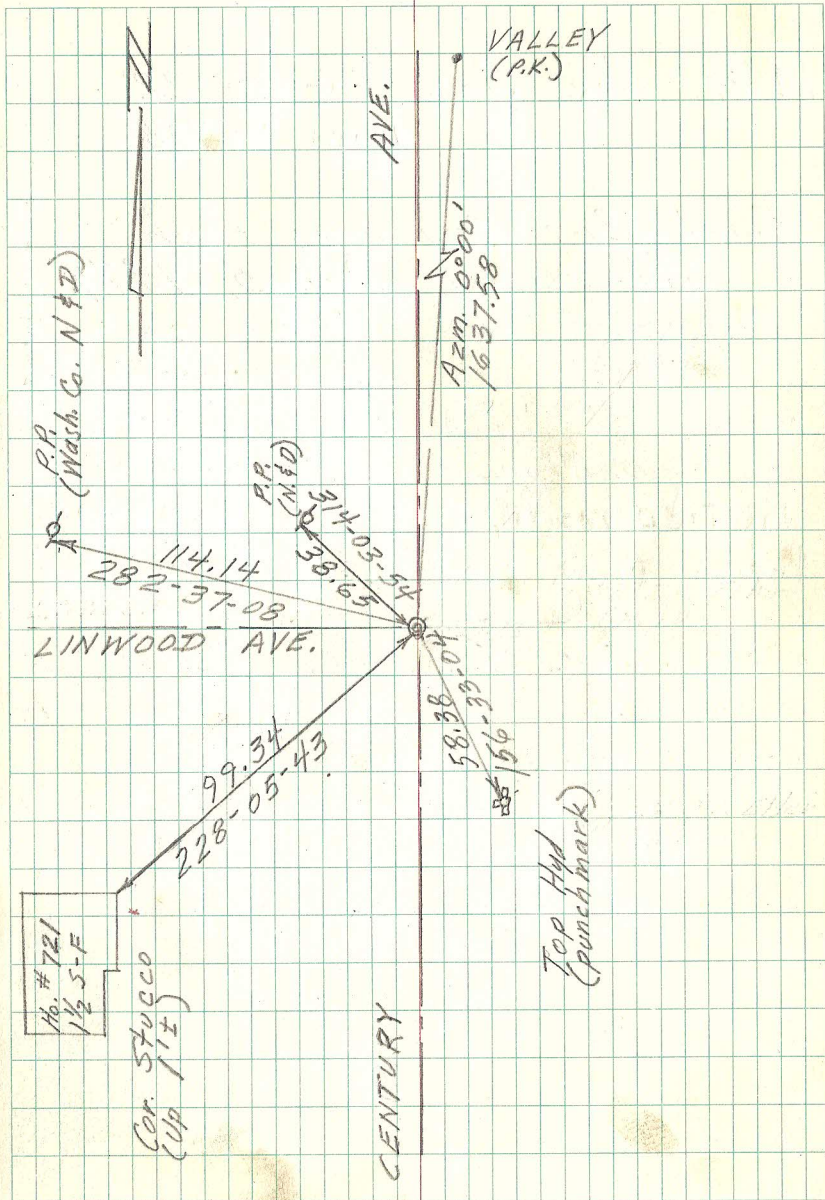 VALLEY
(P.K.)
AVE.
Azm. 0°00'
1637.58
N
P.P.
(Wash. Co. N&D)
P.P.
(N.&D)
114.14
282-37-08
314-03-54
38.65
LINWOOD AVE.
58.38
156-33-04
99.34
228-05-43
Ho. # 721
1½ S-F
Cor. Stucco
(Up 1'±)
Top Hyd
(punchmark)
CENTURY